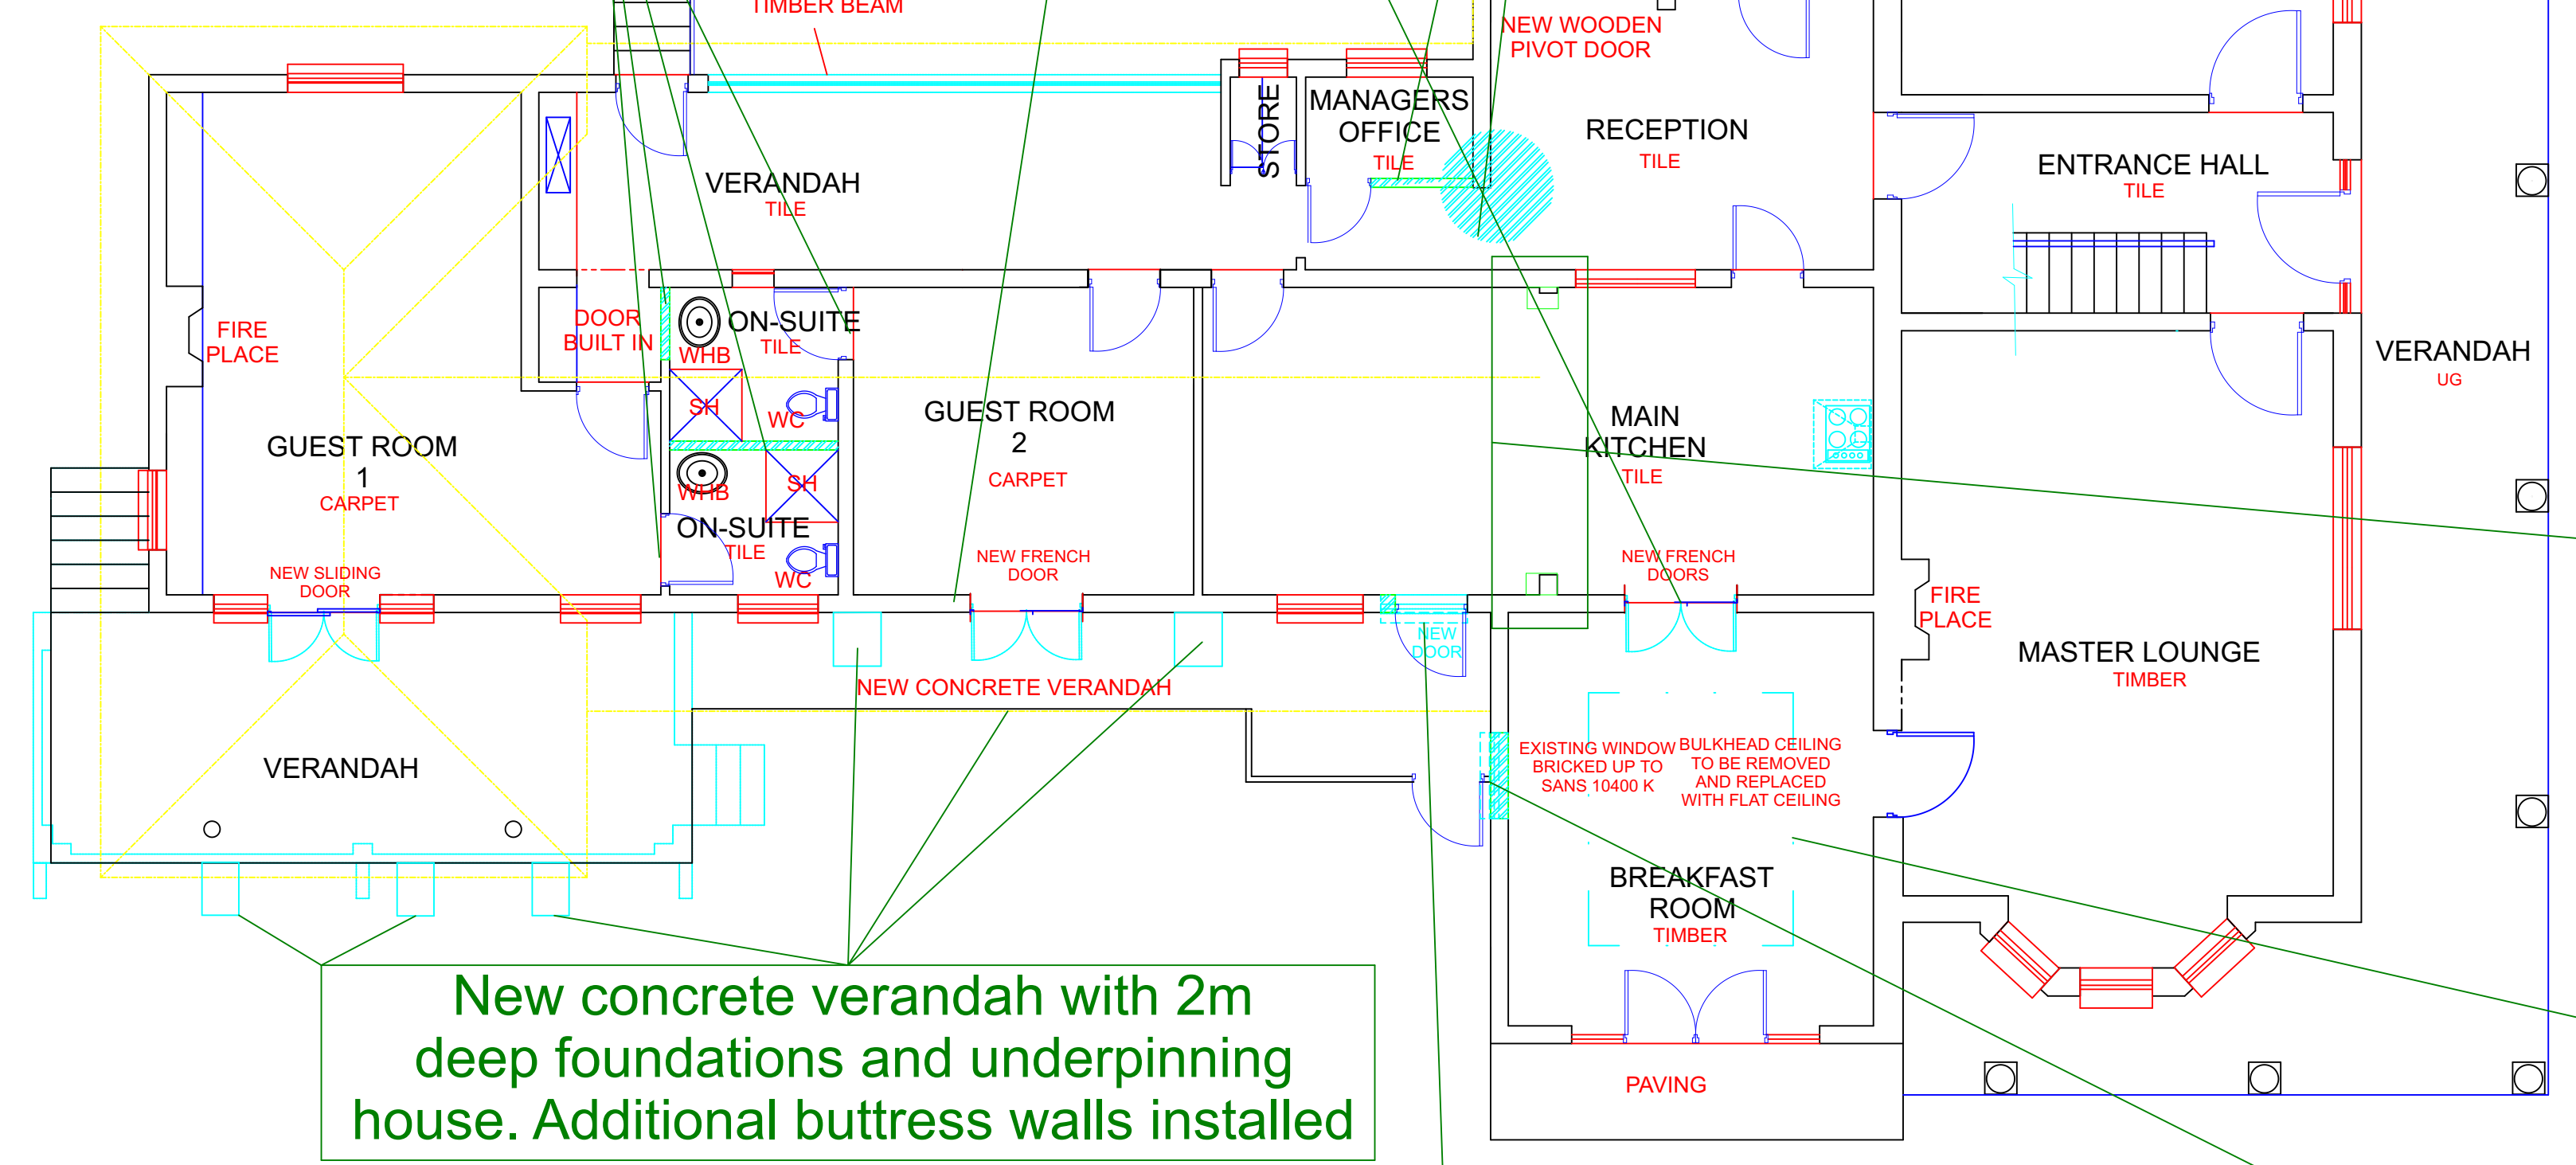 TIMBER BEAM
NEW WOODEN
PIVOT DOOR
STORE
MANAGERS
OFFICE
TILE
RECEPTION
TILE
ENTRANCE HALL
TILE
VERANDAH
TILE
FIRE
PLACE
DOOR
BUILT IN
WHB
ON-SUITE
TILE
SH
WC
GUEST ROOM
1
CARPET
GUEST ROOM
2
CARPET
MAIN
KITCHEN
TILE
VERANDAH
UG
WHB
SH
ON-SUITE
TILE
WC
NEW SLIDING
DOOR
NEW FRENCH
DOOR
NEW FRENCH
DOORS
FIRE
PLACE
NEW
DOOR
MASTER LOUNGE
TIMBER
NEW CONCRETE VERANDAH
VERANDAH
EXISTING WINDOW
BRICKED UP TO
SANS 10400 K
BULKHEAD CEILING
TO BE REMOVED
AND REPLACED
WITH FLAT CEILING
BREAKFAST
ROOM
TIMBER
PAVING
New concrete verandah with 2m
deep foundations and underpinning
house. Additional buttress walls installed